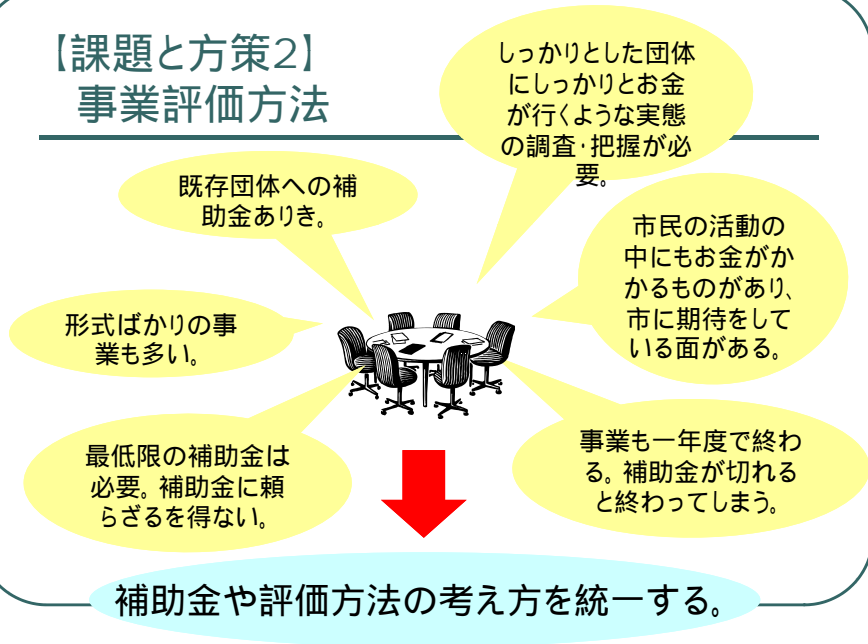 【課題と方策2】
事業評価方法
しっかりとした団体
にしっかりとお金
が行くような実態
の調査・把握が必
要。
既存団体への補
助金ありき。
市民の活動の
中にもお金がか
かるものがあり、
市に期待をして
いる面がある。
形式ばかりの事
業も多い。
最低限の補助金は
必要。補助金に頼
らざるを得ない。
事業も一年度で終わ
る。補助金が切れる
と終わってしまう。
補助金や評価方法の考え方を統一する。